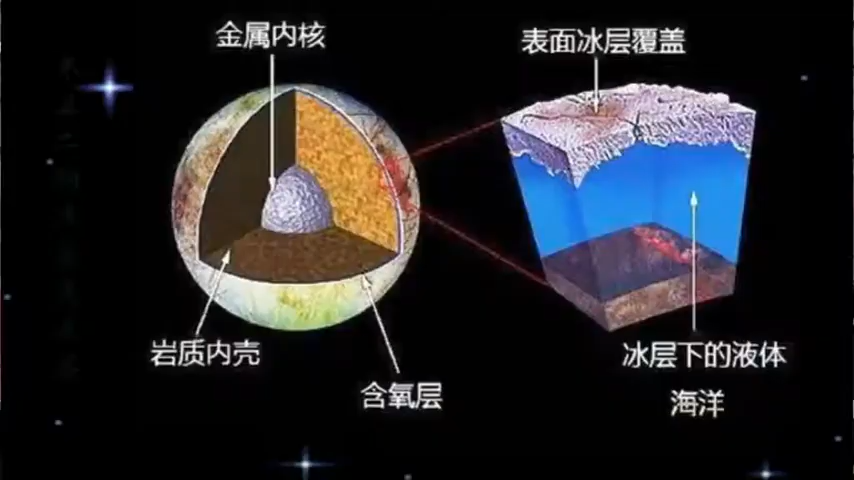 金属内核
表面冰层覆盖
岩质内壳
含氧层
冰层下的液体
海洋